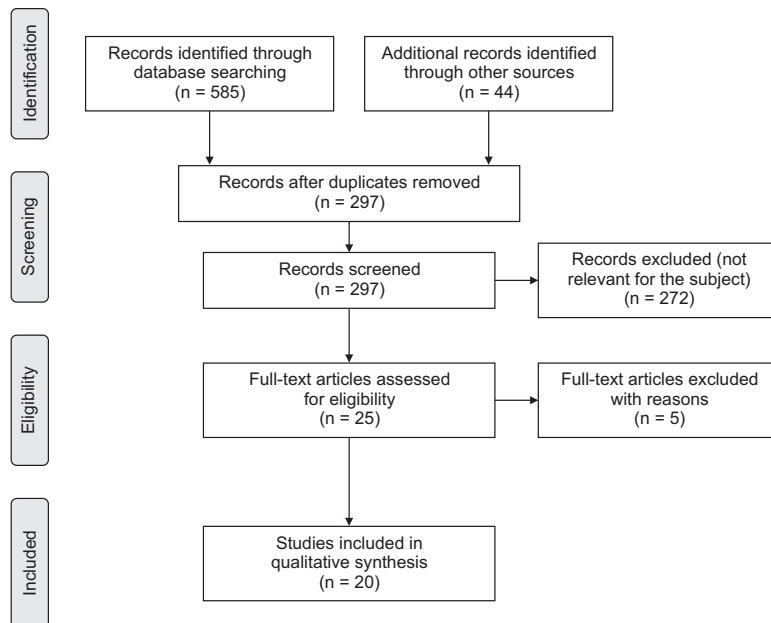 Identification
Records identified through
database searching
(n = 585)
Additional records identified
through other sources
(n = 44)
Screening
Records after duplicates removed
(n = 297)
Records screened
(n = 297)
Records excluded (not
relevant for the subject)
(n = 272)
Eligibility
Full-text articles assessed
for eligibility
(n = 25)
Full-text articles excluded
with reasons
(n = 5)
Included
Studies included in
qualitative synthesis
(n = 20)